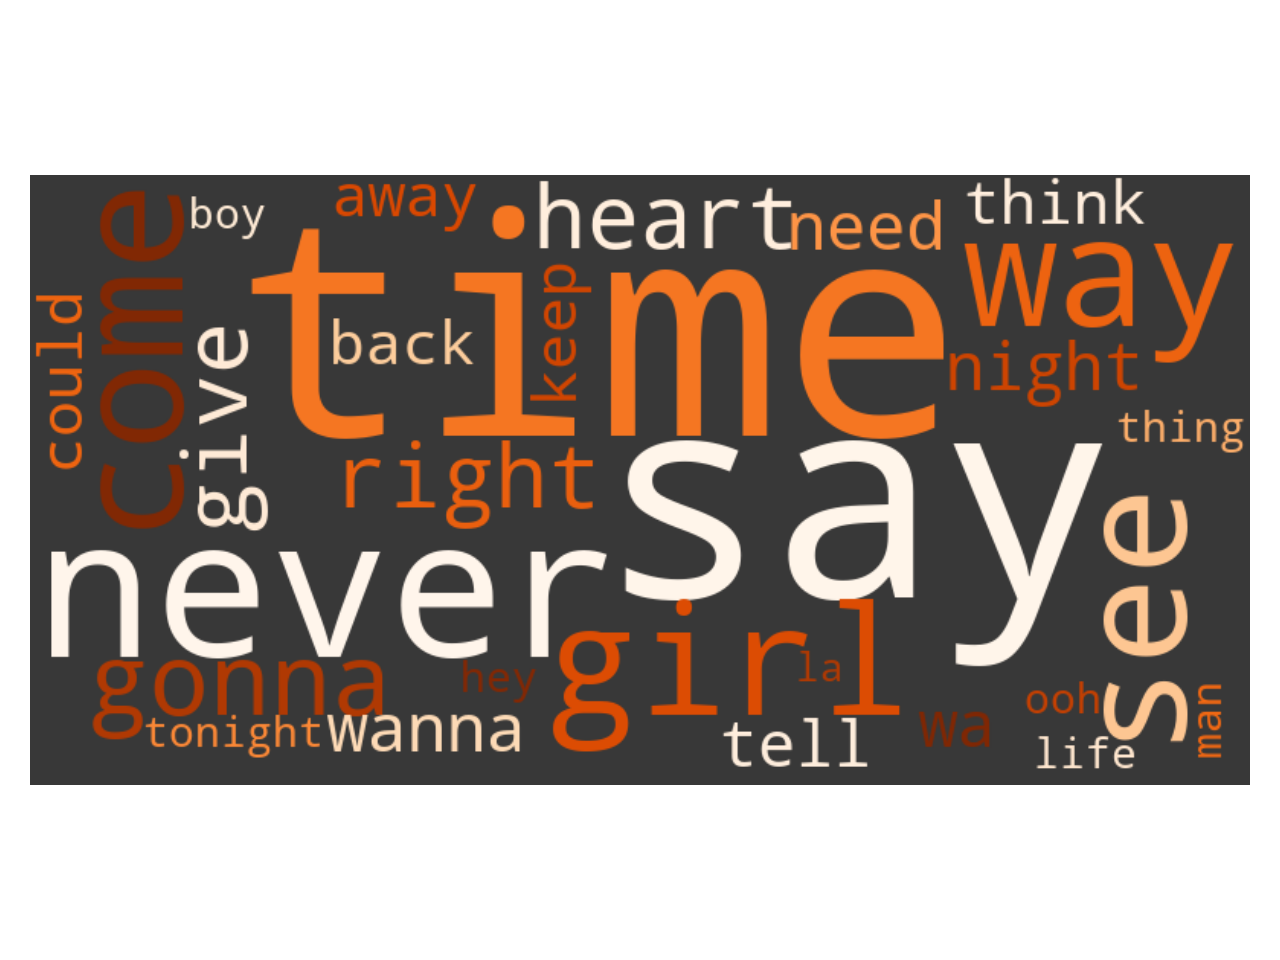 come
boy
away
time
heart
need
think
way
could
give
back
keep
night
thing
right
say
never
see
girl
gonna
hey
la
tonight
wanna
tell
wa
ooh
man
life